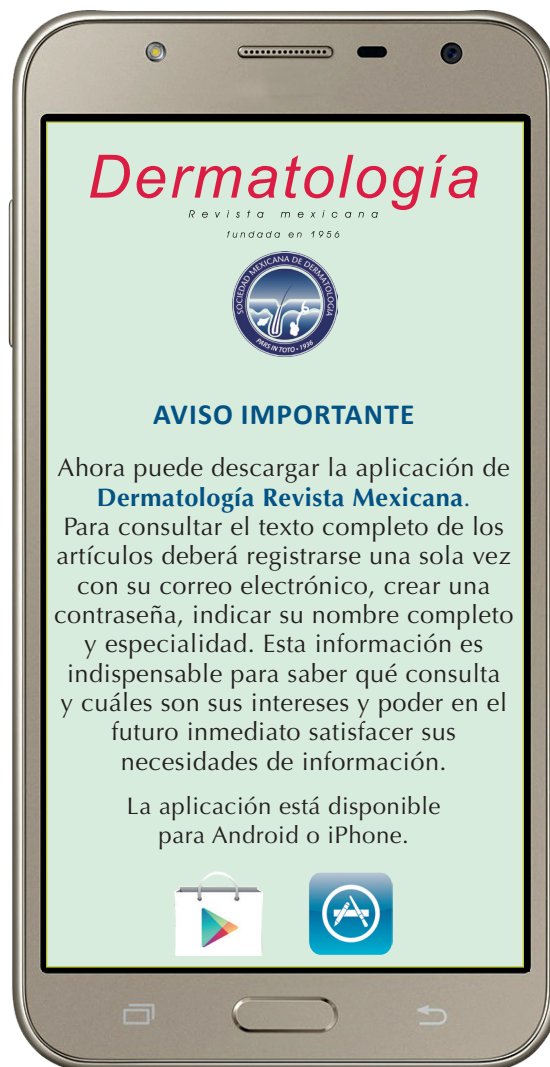 Dermatología
Revista mexicana
fundada en 1956
SOCIEDAD MEXICANA DE DERMATOLOGÍA
PARS IN TOTO • 1936
AVISO IMPORTANTE
Ahora puede descargar la aplicación de
Dermatología Revista Mexicana.
Para consultar el texto completo de los
artículos deberá registrarse una sola vez
con su correo electrónico, crear una
contraseña, indicar su nombre completo
y especialidad. Esta información es
indispensable para saber qué consulta
y cuáles son sus intereses y poder en el
futuro inmediato satisfacer sus
necesidades de información.
La aplicación está disponible
para Android o iPhone.